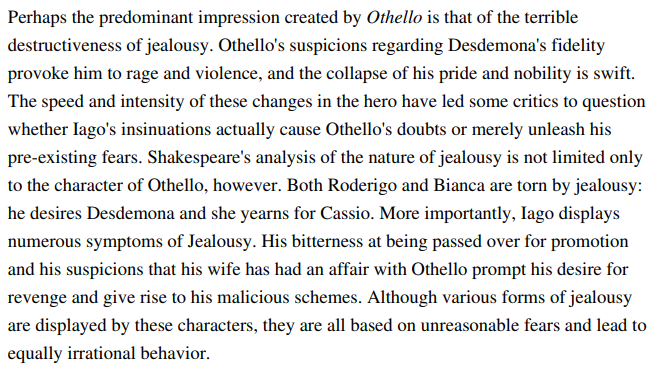 Perhaps the predominant impression created by Othello is that of the terrible
destructiveness of jealousy. Othello's suspicions regarding Desdemona's fidelity
provoke him to rage and violence, and the collapse of his pride and nobility is swift.
The speed and intensity of these changes in the hero have led some critics to question
whether Iago's insinuations actually cause Othello's doubts or merely unleash his
pre-existing fears. Shakespeare's analysis of the nature of jealousy is not limited only
to the character of Othello, however. Both Roderigo and Bianca are torn by jealousy:
he desires Desdemona and she yearns for Cassio. More importantly, Iago displays
numerous symptoms of Jealousy. His bitterness at being passed over for promotion
and his suspicions that his wife has had an affair with Othello prompt his desire for
revenge and give rise to his malicious schemes. Although various forms of jealousy
are displayed by these characters, they are all based on unreasonable fears and lead to
equally irrational behavior.